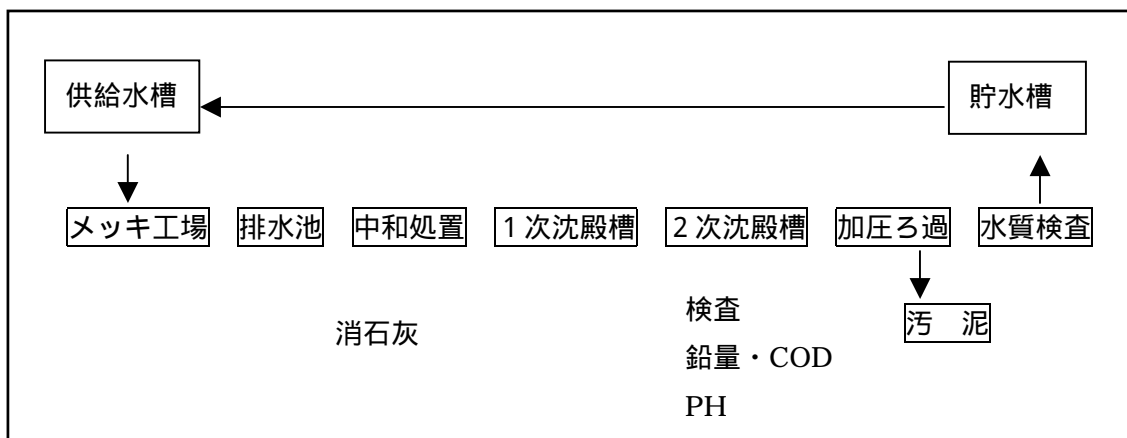 供給水槽
貯水槽
メッキ工場 排水池 中和処置 1次沈殿槽 2次沈殿槽 加圧ろ過 水質検査
消石灰
検査
鉛量・COD
PH
汚　泥